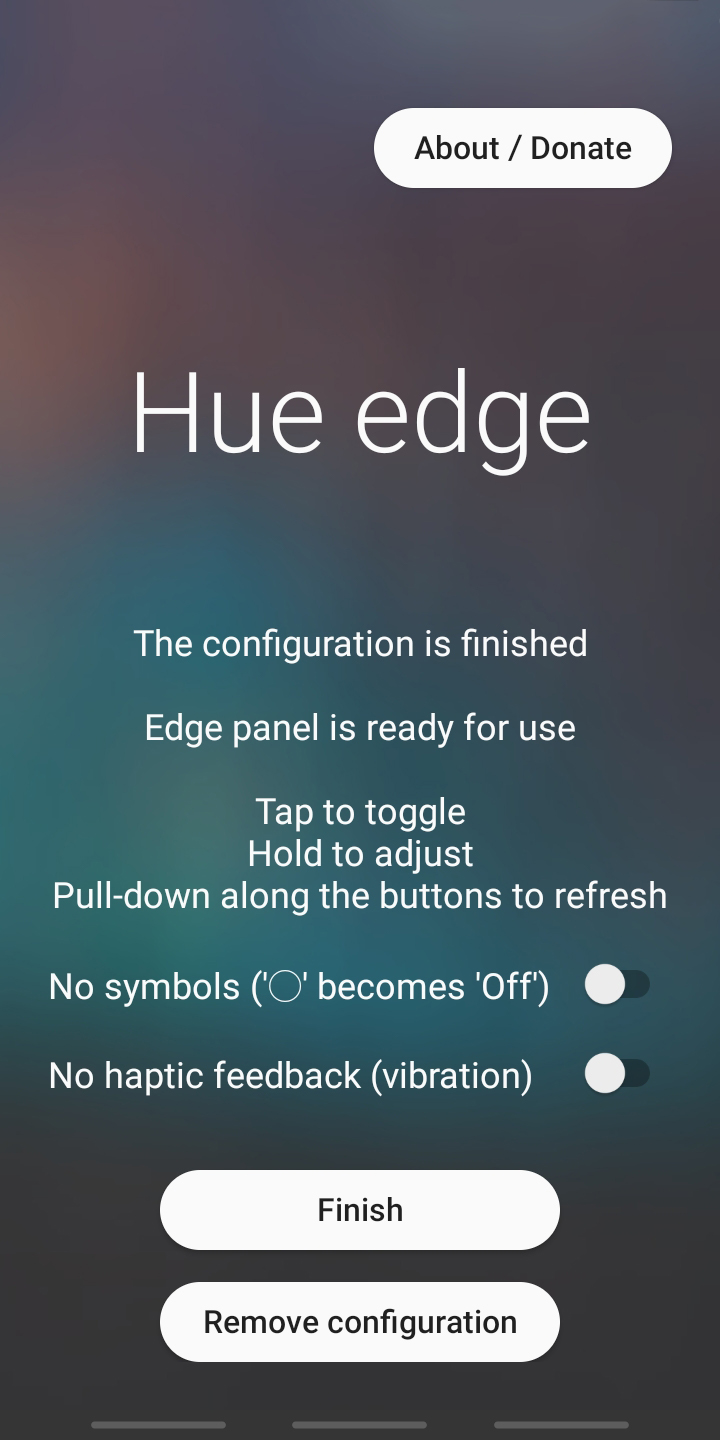 About / Donate
Hue edge
The configuration is finished
Edge panel is ready for use
Tap to toggle
Hold to adjust
Pull-down along the buttons to refresh
No symbols ('◯' becomes 'Off')
No haptic feedback (vibration)
Finish
Remove configuration